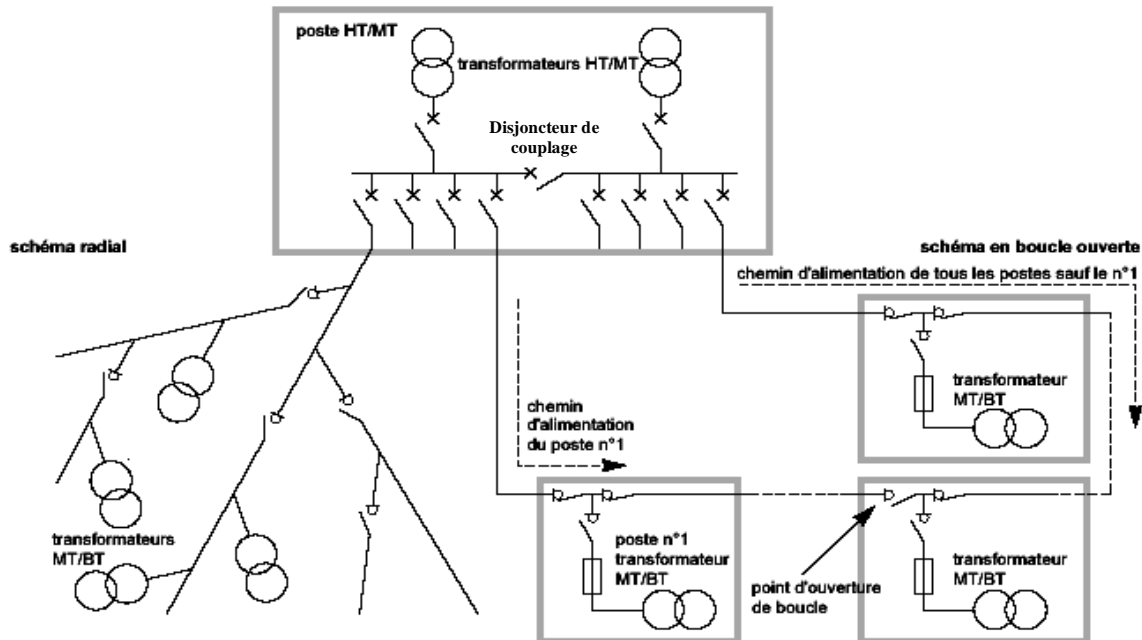 poste HT/MT
transformateurs HT/MT
Disjoncteur de
couplage
schéma radial
schéma en boucle ouverte
chemin d'alimentation de tous les postes sauf le n°1
transformateur
MT/BT
chemin
d'alimentation
du poste n°1
transformateurs
MT/BT
poste n°1
transformateur
MT/BT
point d'ouverture
de boucle
transformateur
MT/BT